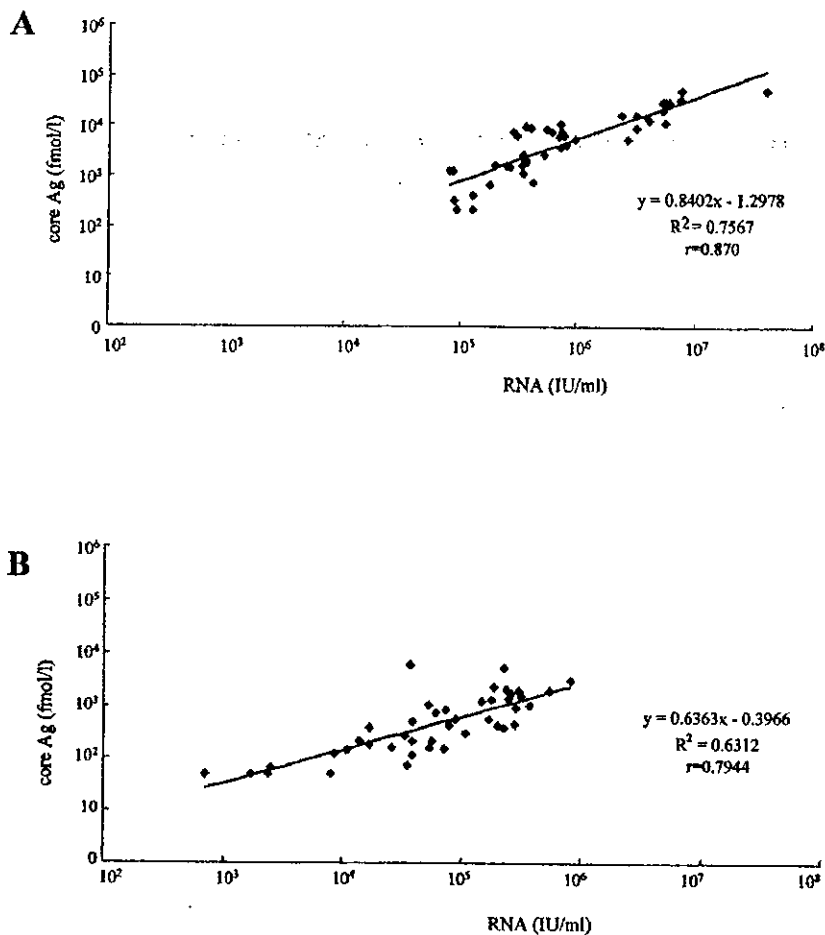 A
10⁶
10⁵
10⁴
10³
10²
10
0
core Ag (fmol/l)
y = 0.8402x - 1.2978
R² = 0.7567
r=0.870
10² 10³ 10⁴ 10⁵ 10⁶ 10⁷ 10⁸
RNA (IU/ml)
B
10⁶
10⁵
10⁴
10³
10²
10
0
core Ag (fmol/l)
y = 0.6363x - 0.3966
R² = 0.6312
r=0.7944
10² 10³ 10⁴ 10⁵ 10⁶ 10⁷ 10⁸
RNA (IU/ml)